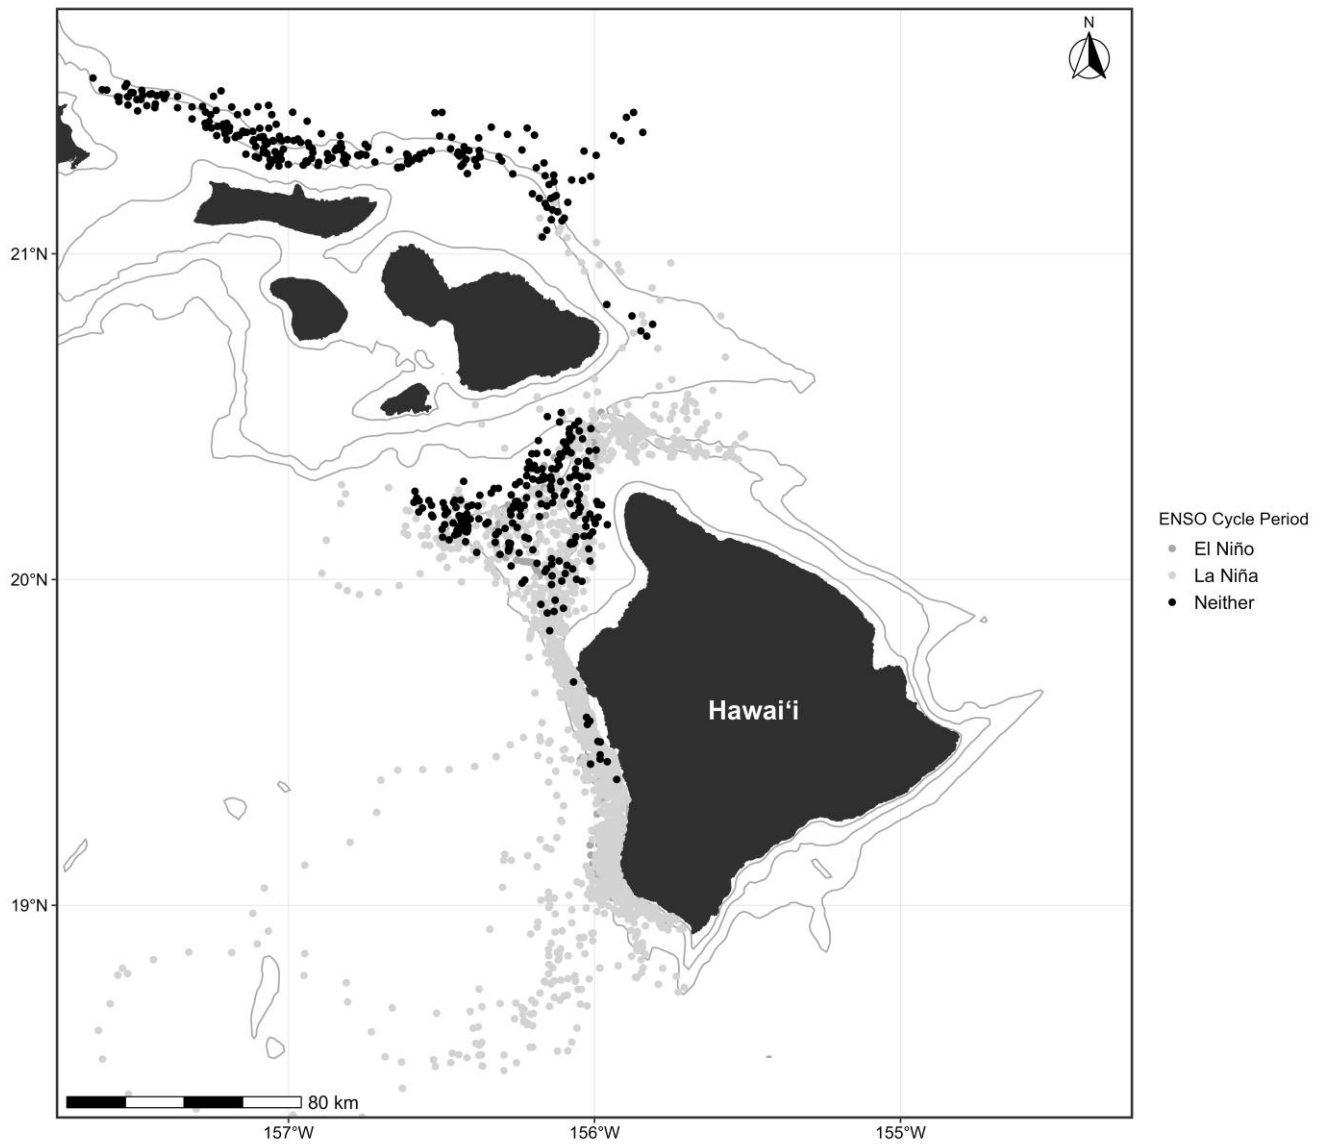 N
21°N
20°N
19°N
Hawai‘i
ENSO Cycle Period
El Niño
La Niña
Neither
80 km
157°W
156°W
155°W